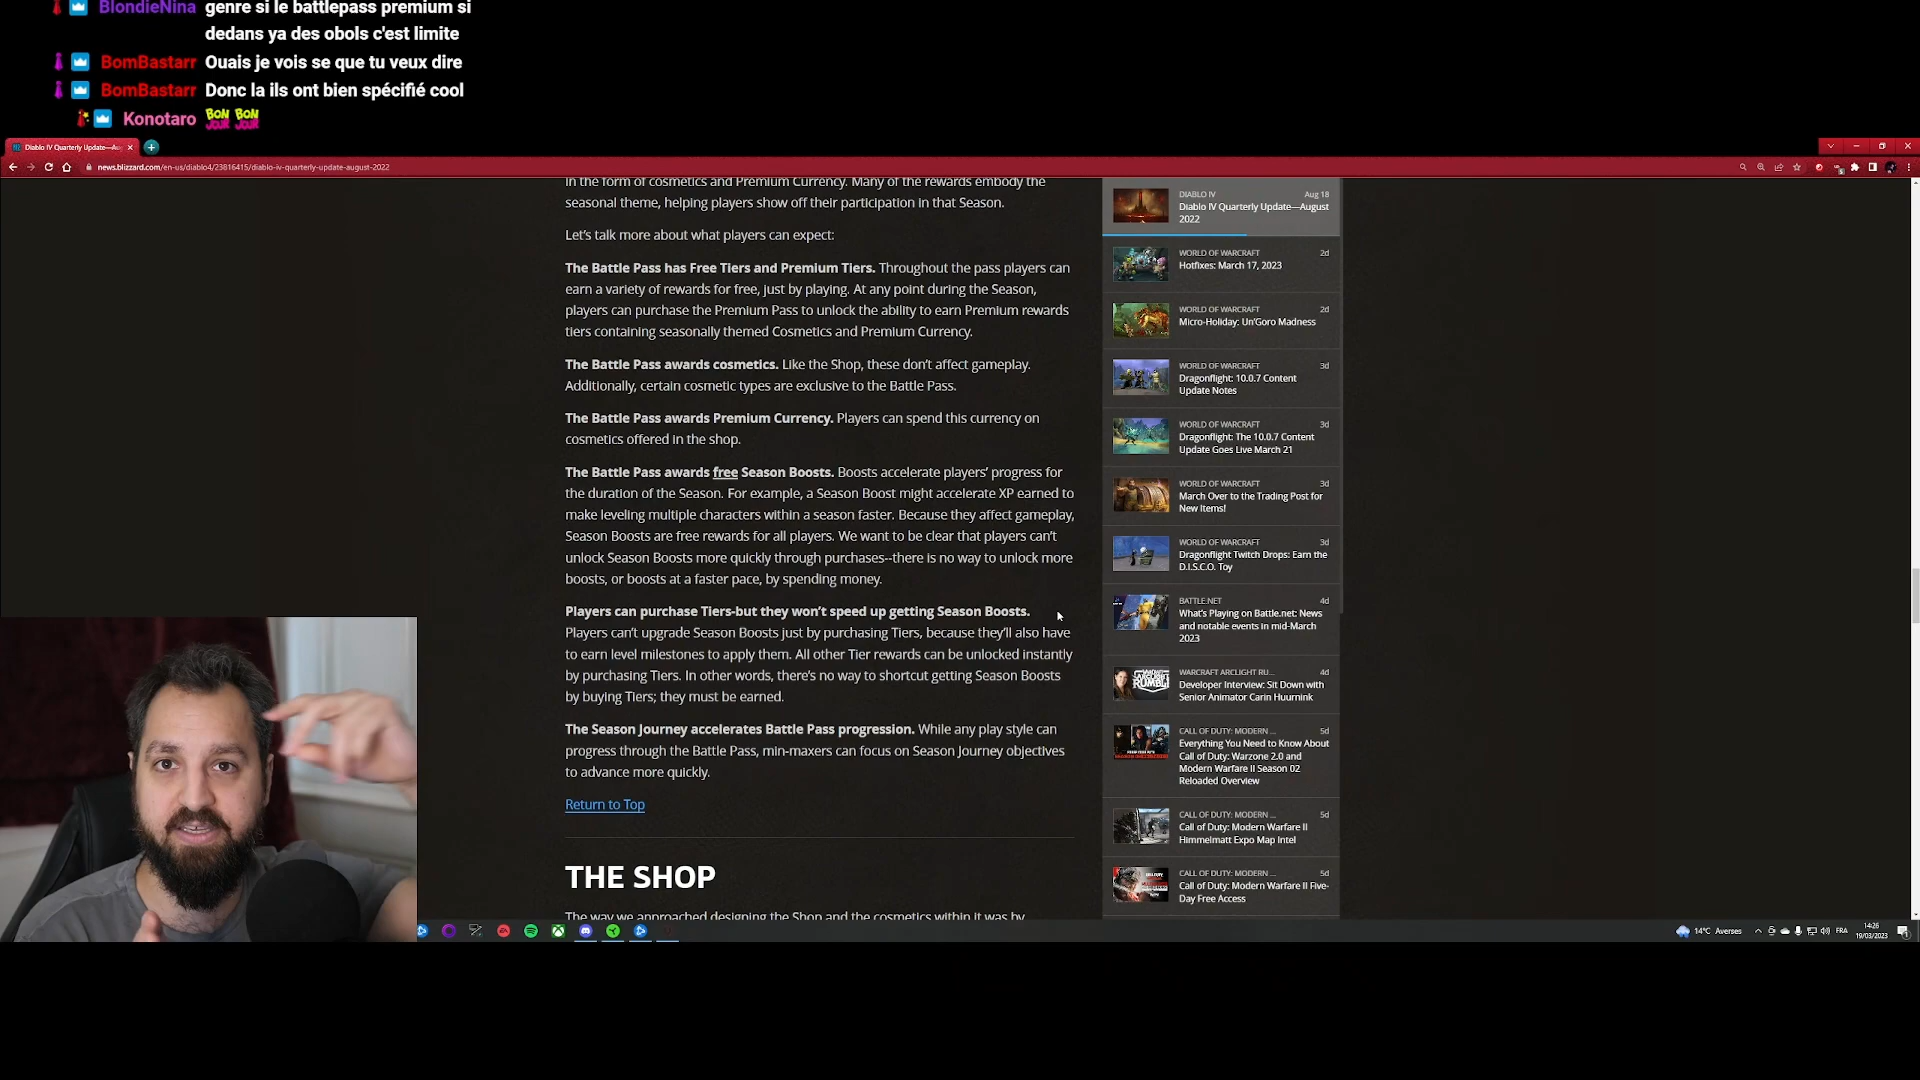 BlondieNina genre si le battlepass premium si
dedans ya des obols c'est limite
BomBastarr Ouais je vois se que tu veux dire
BomBastarr Donc la ils ont bien spécifié cool
Konotaro BON JOUR BON JOUR
Diablo IV Quarterly Update—Au
news.blizzard.com/en-us/diablo4/23816415/diablo-iv-quarterly-update-august-2022
in the form of cosmetics and Premium Currency. Many of the rewards embody the
seasonal theme, helping players show off their participation in that Season.
Let's talk more about what players can expect:
The Battle Pass has Free Tiers and Premium Tiers. Throughout the pass players can
earn a variety of rewards for free, just by playing. At any point during the Season,
players can purchase the Premium Pass to unlock the ability to earn Premium rewards
tiers containing seasonally themed Cosmetics and Premium Currency.
The Battle Pass awards cosmetics. Like the Shop, these don't affect gameplay.
Additionally, certain cosmetic types are exclusive to the Battle Pass.
The Battle Pass awards Premium Currency. Players can spend this currency on
cosmetics offered in the shop.
The Battle Pass awards free Season Boosts. Boosts accelerate players' progress for
the duration of the Season. For example, a Season Boost might accelerate XP earned to
make leveling multiple characters within a season faster. Because they affect gameplay,
Season Boosts are free rewards for all players. We want to be clear that players can't
unlock Season Boosts more quickly through purchases--there is no way to unlock more
boosts, or boosts at a faster pace, by spending money.
Players can purchase Tiers-but they won't speed up getting Season Boosts.
Players can't upgrade Season Boosts just by purchasing Tiers, because they'll also have
to earn level milestones to apply them. All other Tier rewards can be unlocked instantly
by purchasing Tiers. In other words, there's no way to shortcut getting Season Boosts
by buying Tiers; they must be earned.
The Season Journey accelerates Battle Pass progression. While any play style can
progress through the Battle Pass, min-maxers can focus on Season Journey objectives
to advance more quickly.
Return to Top
THE SHOP
The way we approached designing the Shop and the cosmetics within it was by
DIABLO IV Aug 18
Diablo IV Quarterly Update—August
2022
WORLD OF WARCRAFT 2d
Hotfixes: March 17, 2023
WORLD OF WARCRAFT 2d
Micro-Holiday: Un'Goro Madness
WORLD OF WARCRAFT 3d
Dragonflight: 10.0.7 Content
Update Notes
WORLD OF WARCRAFT 3d
Dragonflight: The 10.0.7 Content
Update Goes Live March 21
WORLD OF WARCRAFT 3d
March Over to the Trading Post for
New Items!
WORLD OF WARCRAFT 3d
Dragonflight Twitch Drops: Earn the
D.I.S.C.O. Toy
BATTLE.NET 4d
What's Playing on Battle.net: News
and notable events in mid-March
2023
WARCRAFT ARCLIGHT RU... 4d
Developer Interview: Sit Down with
Senior Animator Carin Huurnink
CALL OF DUTY: MODERN ... 5d
Everything You Need to Know About
Call of Duty: Warzone 2.0 and
Modern Warfare II Season 02
Reloaded Overview
CALL OF DUTY: MODERN ... 5d
Call of Duty: Modern Warfare II
Himmelmatt Expo Map Intel
CALL OF DUTY: MODERN ... 5d
Call of Duty: Modern Warfare II Five-
Day Free Access
14°C Averses
FRA
14:26
19/03/2023